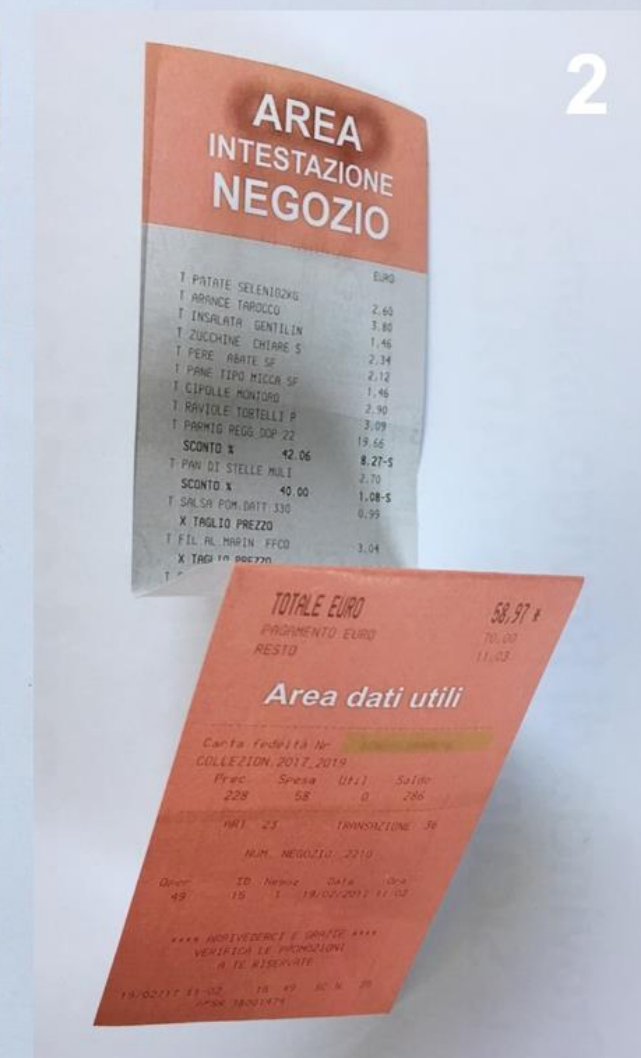 2
AREA
INTESTAZIONE
NEGOZIO
EURO
T PATATE SELENIO2KG 2,60
T ARANCE TAROCCO 3,80
T INSALATA GENTILIN 1,46
T ZUCCHINE CHIARE S 2,34
T PERE ABATE SF 2,12
T PANE TIPO MICCA SF 1,46
T CIPOLLE MONTORO 2,90
T RAVIOLE TORTELLI P 3,09
T PARMIG REGG DOP 22 19,66
SCONTO % 42.06 8,27-S
T PAN DI STELLE MULI 2,70
SCONTO % 40.00 1,08-S
T SALSA POM.DATT 330 0,99
X TAGLIO PREZZO
T FIL.AL.MARIN FFCO 3,04
X TAGLIO PREZZO
TOTALE EURO 58,97 *
PAGAMENTO EURO 70,00
RESTO 11,03
Area dati utili
Carta fedeltà Nr
COLLEZION.2017_2019
Prec Spesa Util Saldo
228 58 0 286
ART 23 TRANSAZIONE 36
NUM. NEGOZIO: 2210
Oper ID Negoz Data Ora
49 15 1 19/02/2017 11:02
**** ARRIVEDERCI E GRAZIE ****
VERIFICA LE PROMOZIONI
A TE RISERVATE
19/02/17 11-02 49